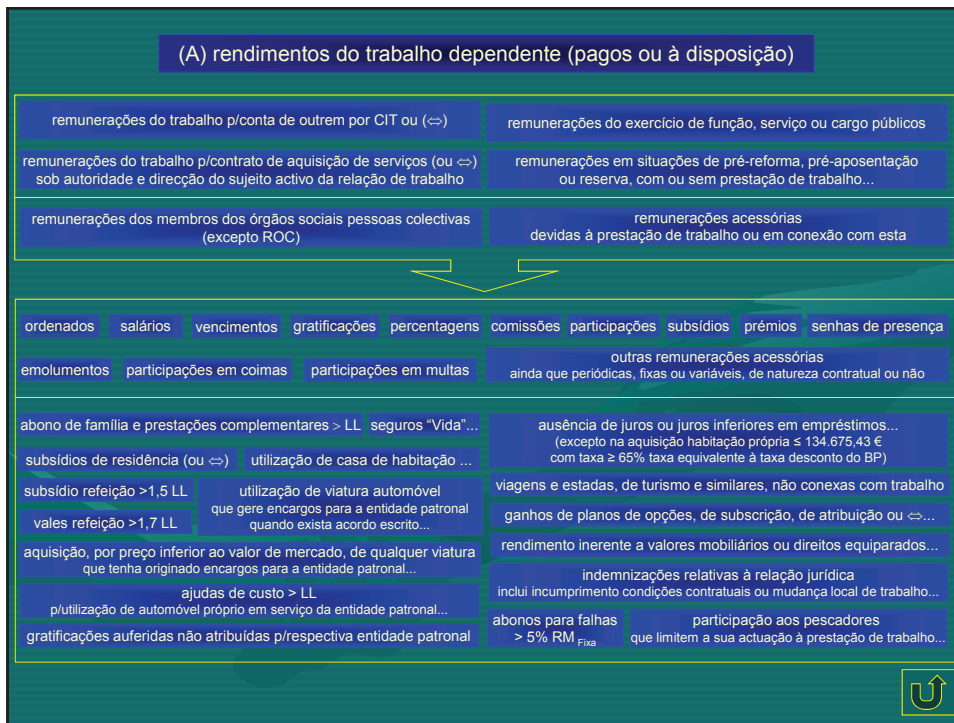 (A) rendimentos do trabalho dependente (pagos ou à disposição)
remunerações do trabalho p/conta de outrem por CIT ou (⇔)
remunerações do exercício de função, serviço ou cargo públicos
remunerações do trabalho p/contrato de aquisição de serviços (ou ⇔)
sob autoridade e direcção do sujeito activo da relação de trabalho
remunerações em situações de pré-reforma, pré-aposentação
ou reserva, com ou sem prestação de trabalho...
remunerações dos membros dos órgãos sociais pessoas colectivas
(excepto ROC)
remunerações acessórias
devidas à prestação de trabalho ou em conexão com esta
ordenados salários vencimentos gratificações percentagens comissões participações subsídios prémios senhas de presença
emolumentos participações em coimas participações em multas
outras remunerações acessórias
ainda que periódicas, fixas ou variáveis, de natureza contratual ou não
abono de família e prestações complementares > LL seguros “Vida”...
subsídios de residência (ou ⇔) utilização de casa de habitação ...
subsídio refeição >1,5 LL
vales refeição >1,7 LL
utilização de viatura automóvel
que gere encargos para a entidade patronal
quando exista acordo escrito...
aquisição, por preço inferior ao valor de mercado, de qualquer viatura
que tenha originado encargos para a entidade patronal...
ajudas de custo > LL
p/utilização de automóvel próprio em serviço da entidade patronal...
gratificações auferidas não atribuídas p/respectiva entidade patronal
ausência de juros ou juros inferiores em empréstimos...
(excepto na aquisição habitação própria ≤ 134.675,43 €
com taxa ≥ 65% taxa equivalente à taxa desconto do BP)
viagens e estadas, de turismo e similares, não conexas com trabalho
ganhos de planos de opções, de subscrição, de atribuição ou ⇔...
rendimento inerente a valores mobiliários ou direitos equiparados...
indemnizações relativas à relação jurídica
inclui incumprimento condições contratuais ou mudança local de trabalho...
abonos para falhas
> 5% RM Fixa
participação aos pescadores
que limitem a sua actuação à prestação de trabalho...